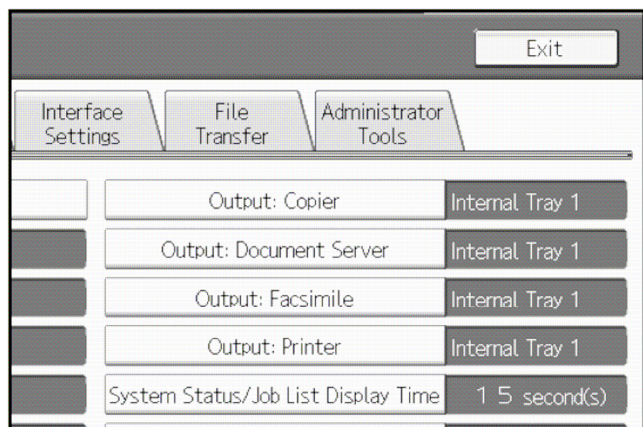 Exit
Interface
Settings
File
Transfer
Administrator
Tools
Output: Copier
Internal Tray 1
Output: Document Server
Internal Tray 1
Output: Facsimile
Internal Tray 1
Output: Printer
Internal Tray 1
System Status/Job List Display Time
1 5 second(s)